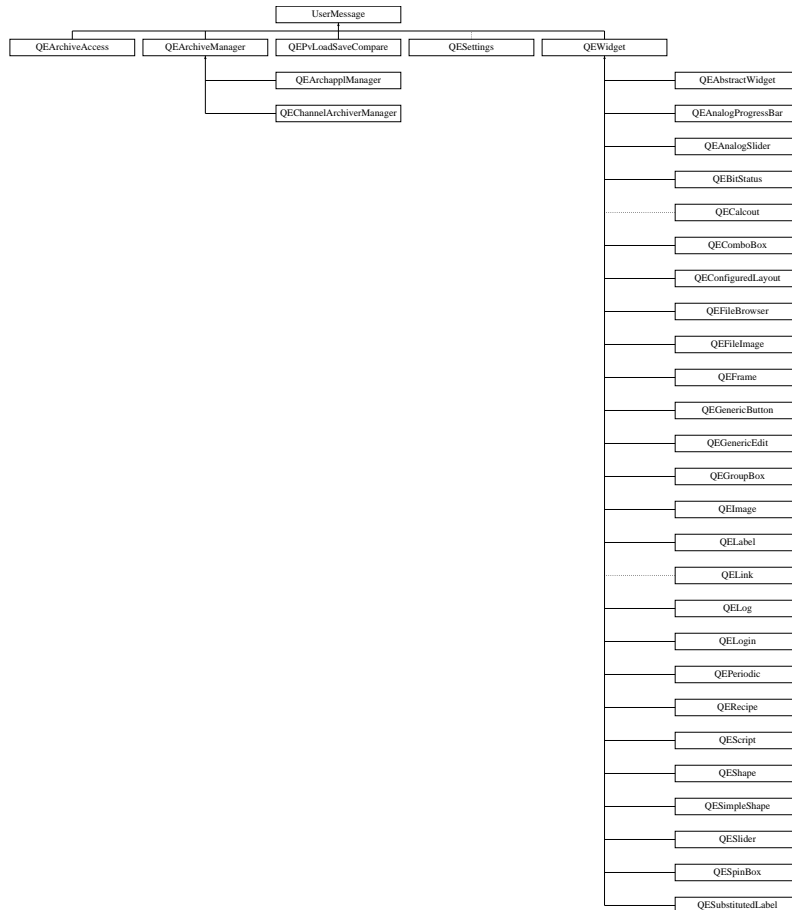 UserMessage
QEArchiveAccess
QEArchiveManager
QEPvLoadSaveCompare
QESettings
QEWidget
QEArchapplManager
QEAbstractWidget
QEChannelArchiverManager
QEAnalogProgressBar
QEAnalogSlider
QEBitStatus
QECalcout
QEComboBox
QEConfiguredLayout
QEFileBrowser
QEFileImage
QEFrame
QEGenericButton
QEGenericEdit
QEGroupBox
QEImage
QELabel
QELink
QELog
QELogin
QEPeriodic
QERecipe
QEScript
QEShape
QESimpleShape
QESlider
QESpinBox
QESubstitutedLabel